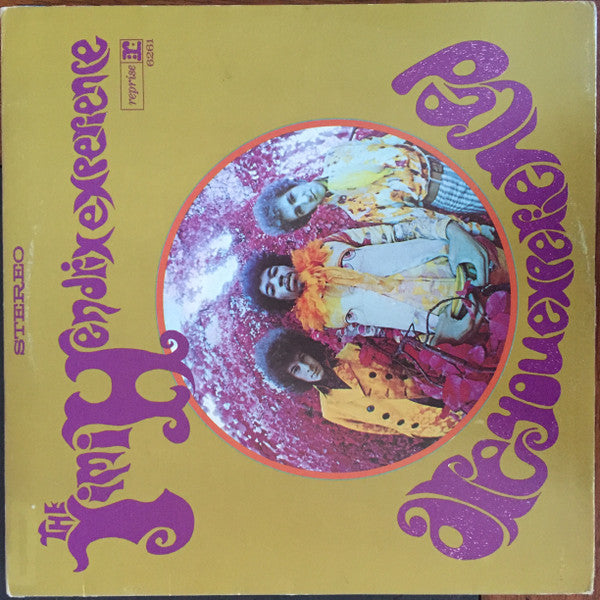 STEREO
THE Jimi Hendrix experience
reprise R:
6261
are you experienced